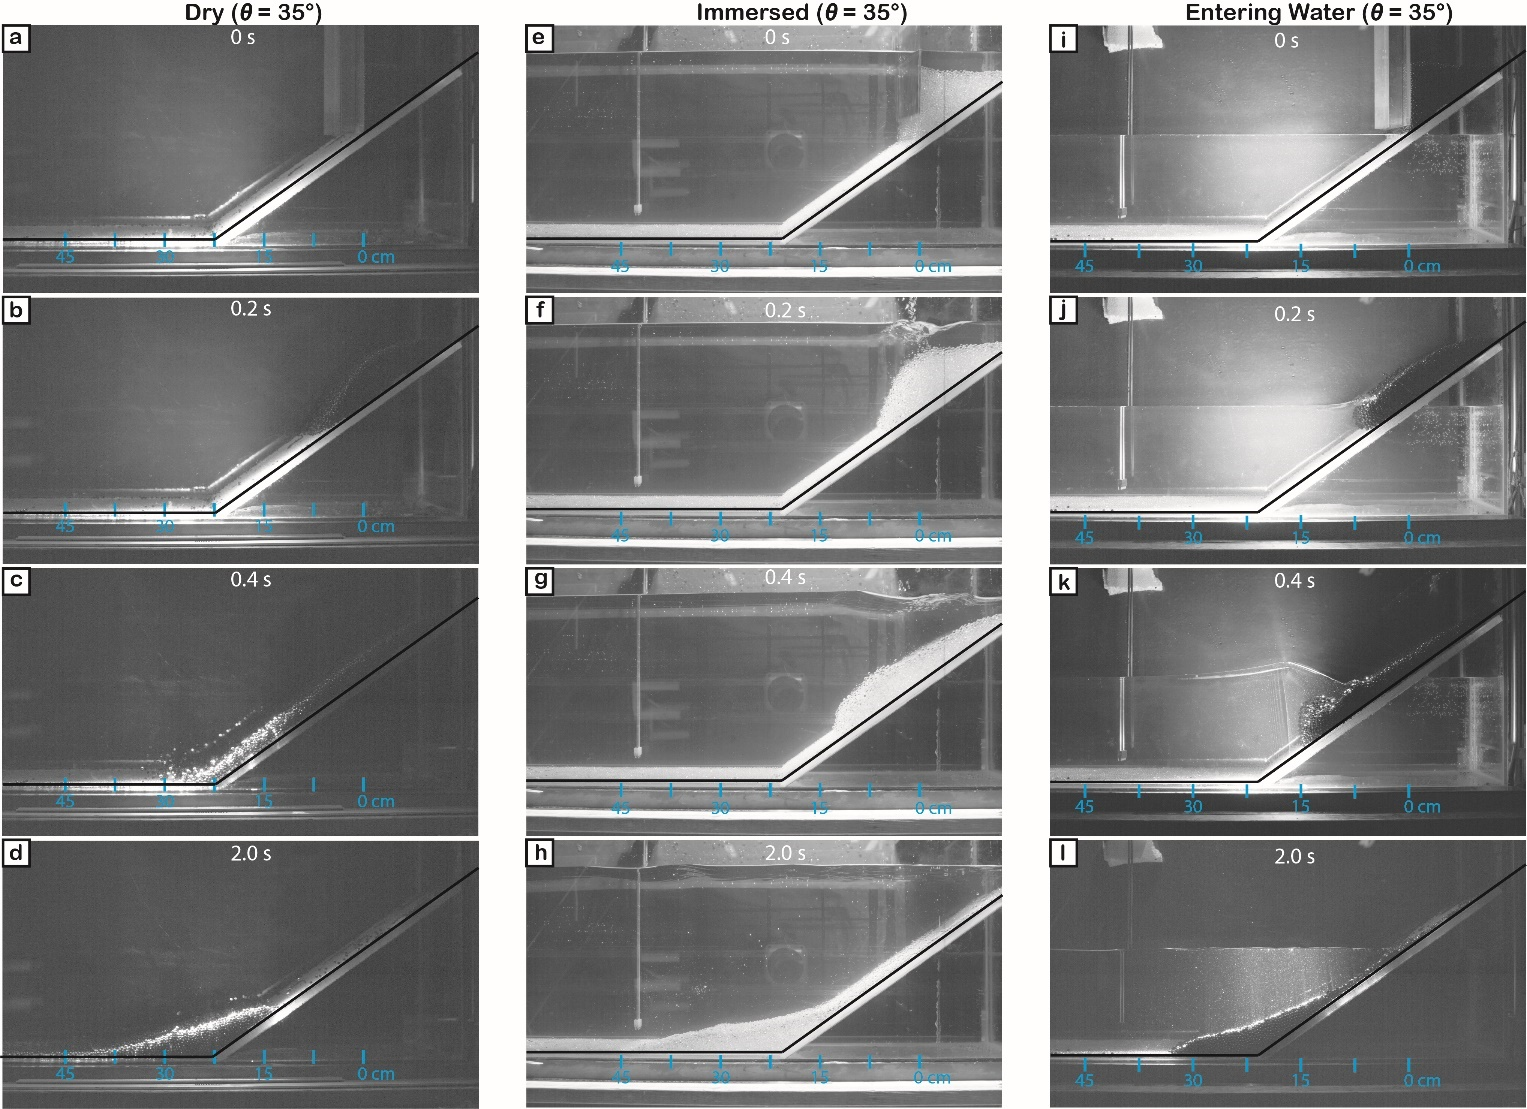 Dry (θ = 35°)
Immersed (θ = 35°)
Entering Water (θ = 35°)
a
0 s
45
30
15
0 cm
e
0 s
45
30
15
0 cm
i
0 s
45
30
15
0 cm
b
0.2 s
45
30
15
0 cm
f
0.2 s
45
30
15
0 cm
j
0.2 s
45
30
15
0 cm
c
0.4 s
45
30
15
0 cm
g
0.4 s
45
30
15
0 cm
k
0.4 s
45
30
15
0 cm
d
2.0 s
45
30
15
0 cm
h
2.0 s
45
30
15
0 cm
l
2.0 s
45
30
15
0 cm